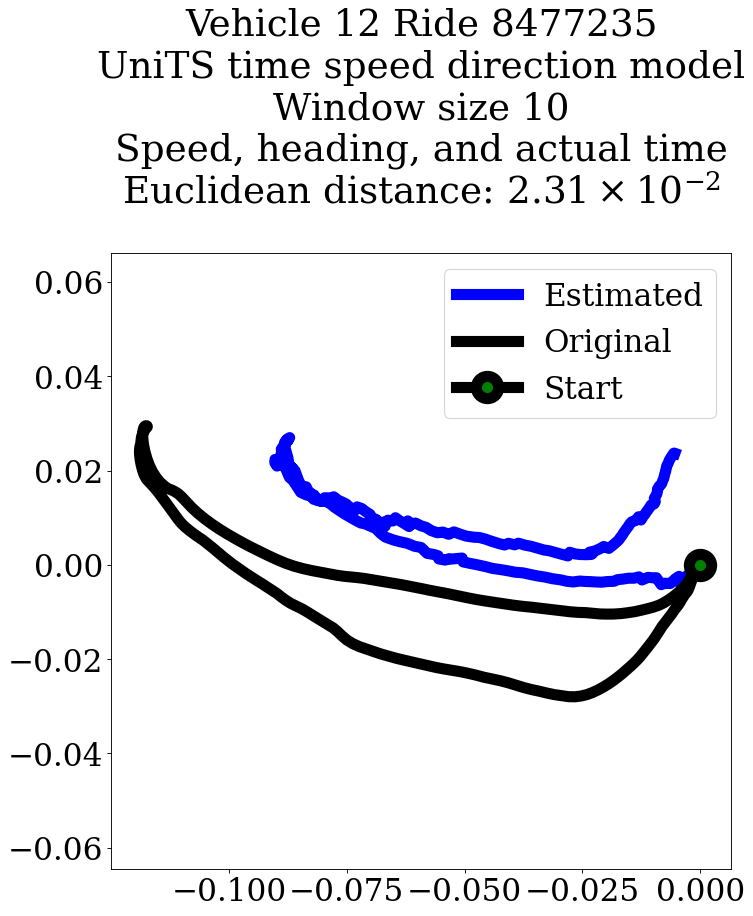 Vehicle 12 Ride 8477235
UniTS time speed direction model
Window size 10
Speed, heading, and actual time
Euclidean distance: 2.31 × 10⁻²
Estimated
Original
Start
0.06
0.04
0.02
0.00
−0.02
−0.04
−0.06
−0.100 −0.075 −0.050 −0.025 0.000